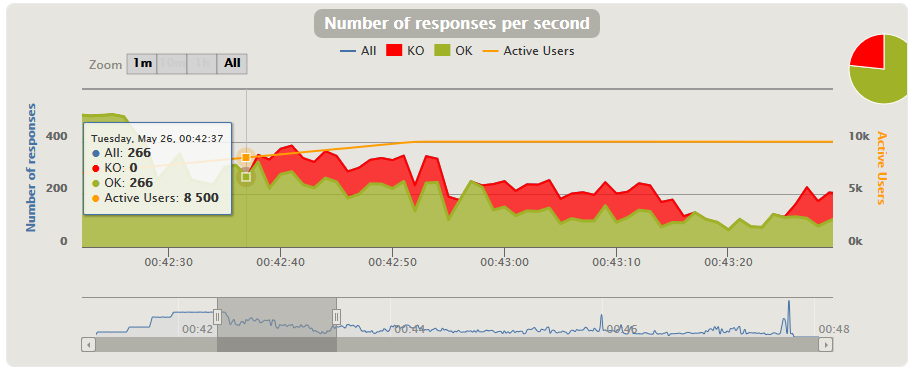 Number of responses per second
All KO OK Active Users
Zoom 1m 10m 1h All
Number of responses
400
200
0
Tuesday, May 26, 00:42:37
All: 266
KO: 0
OK: 266
Active Users: 8 500
10k
5k
0k
Active Users
00:42:30 00:42:40 00:42:50 00:43:00 00:43:10 00:43:20
00:42 00:44 00:46 00:48